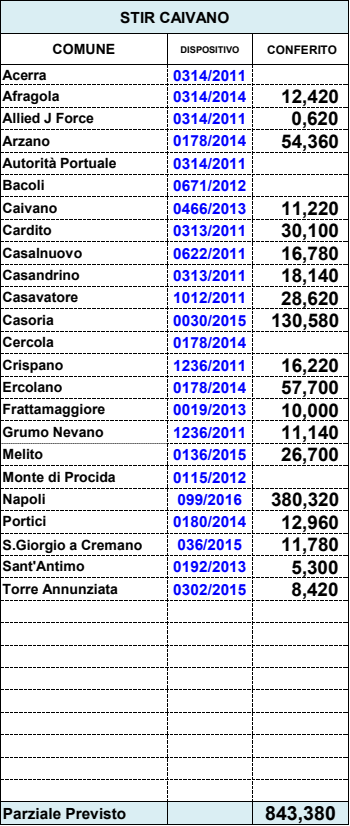 STIR CAIVANO
COMUNE DISPOSITIVO CONFERITO
Acerra 0314/2011
Afragola 0314/2014 12,420
Allied J Force 0314/2011 0,620
Arzano 0178/2014 54,360
Autorità Portuale 0314/2011
Bacoli 0671/2012
Caivano 0466/2013 11,220
Cardito 0313/2011 30,100
Casalnuovo 0622/2011 16,780
Casandrino 0313/2011 18,140
Casavatore 1012/2011 28,620
Casoria 0030/2015 130,580
Cercola 0178/2014
Crispano 1236/2011 16,220
Ercolano 0178/2014 57,700
Frattamaggiore 0019/2013 10,000
Grumo Nevano 1236/2011 11,140
Melito 0136/2015 26,700
Monte di Procida 0115/2012
Napoli 099/2016 380,320
Portici 0180/2014 12,960
S.Giorgio a Cremano 036/2015 11,780
Sant'Antimo 0192/2013 5,300
Torre Annunziata 0302/2015 8,420
Parziale Previsto 843,380